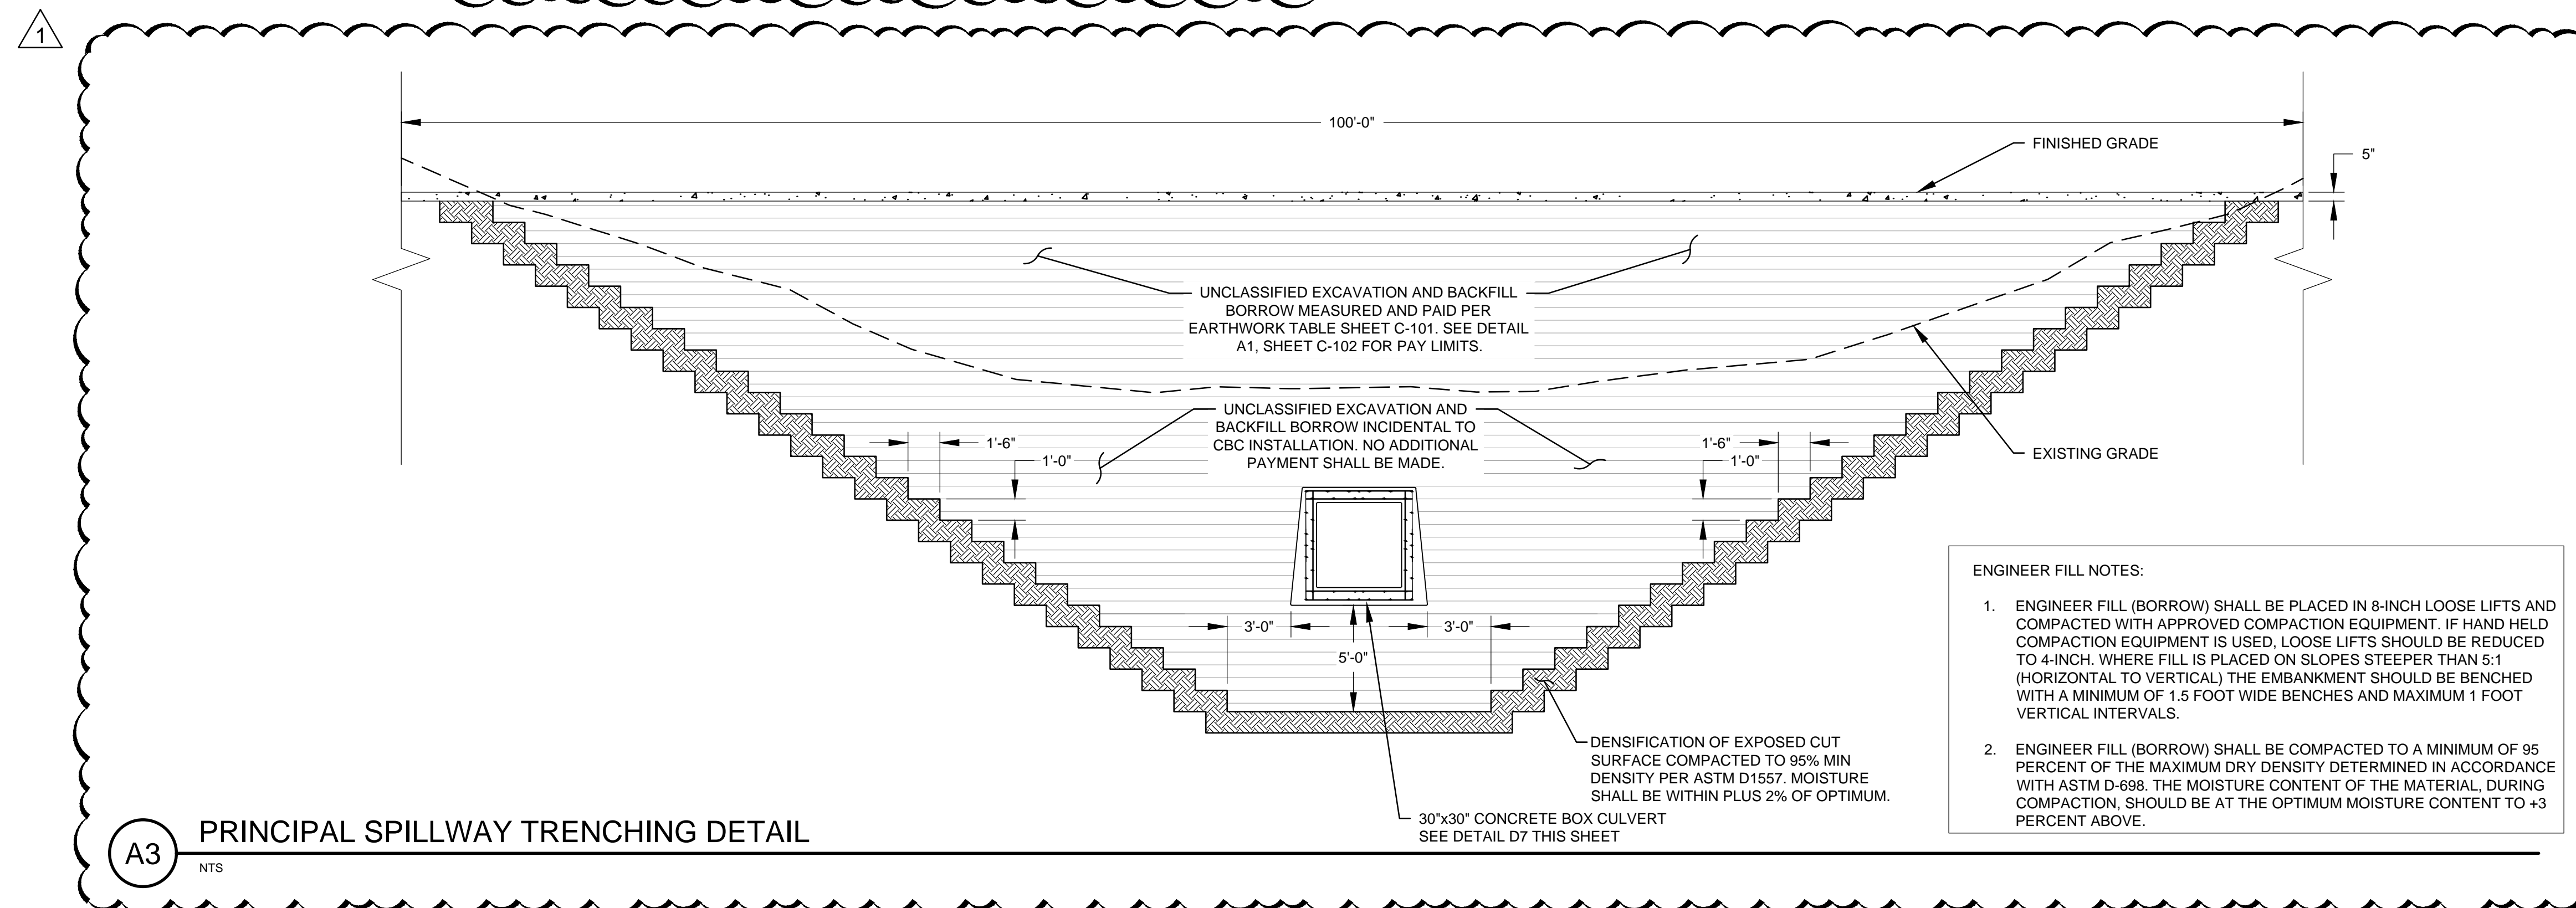 1
100'-0"
FINISHED GRADE
5"
UNCLASSIFIED EXCAVATION AND BACKFILL
BORROW MEASURED AND PAID PER
EARTHWORK TABLE SHEET C-101. SEE DETAIL
A1, SHEET C-102 FOR PAY LIMITS.
UNCLASSIFIED EXCAVATION AND
BACKFILL BORROW INCIDENTAL TO
CBC INSTALLATION. NO ADDITIONAL
PAYMENT SHALL BE MADE.
1'-6"
1'-0"
1'-6"
1'-0"
EXISTING GRADE
3'-0"
3'-0"
5'-0"
ENGINEER FILL NOTES:
1. ENGINEER FILL (BORROW) SHALL BE PLACED IN 8-INCH LOOSE LIFTS AND
COMPACTED WITH APPROVED COMPACTION EQUIPMENT. IF HAND HELD
COMPACTION EQUIPMENT IS USED, LOOSE LIFTS SHOULD BE REDUCED
TO 4-INCH. WHERE FILL IS PLACED ON SLOPES STEEPER THAN 5:1
(HORIZONTAL TO VERTICAL) THE EMBANKMENT SHOULD BE BENCHED
WITH A MINIMUM OF 1.5 FOOT WIDE BENCHES AND MAXIMUM 1 FOOT
VERTICAL INTERVALS.
2. ENGINEER FILL (BORROW) SHALL BE COMPACTED TO A MINIMUM OF 95
PERCENT OF THE MAXIMUM DRY DENSITY DETERMINED IN ACCORDANCE
WITH ASTM D-698. THE MOISTURE CONTENT OF THE MATERIAL, DURING
COMPACTION, SHOULD BE AT THE OPTIMUM MOISTURE CONTENT TO +3
PERCENT ABOVE.
DENSIFICATION OF EXPOSED CUT
SURFACE COMPACTED TO 95% MIN
DENSITY PER ASTM D1557. MOISTURE
SHALL BE WITHIN PLUS 2% OF OPTIMUM.
30"x30" CONCRETE BOX CULVERT
SEE DETAIL D7 THIS SHEET
A3
PRINCIPAL SPILLWAY TRENCHING DETAIL
NTS